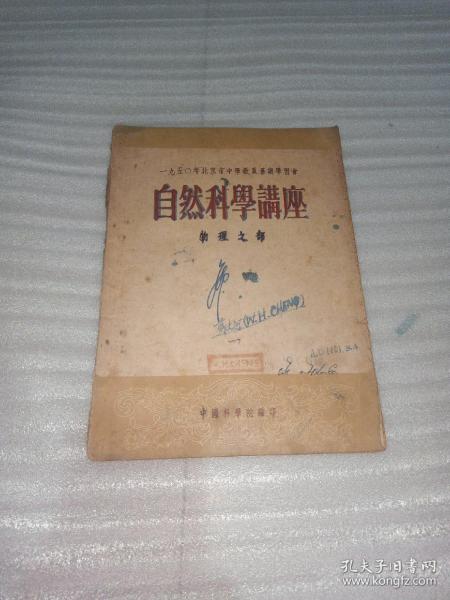 一九五〇年北京市中學教員暑期學習會
自然科學講座
物理之部
(W.H.CHENG)
中國科學院編印
孔夫子旧书网
www.kongfz.com